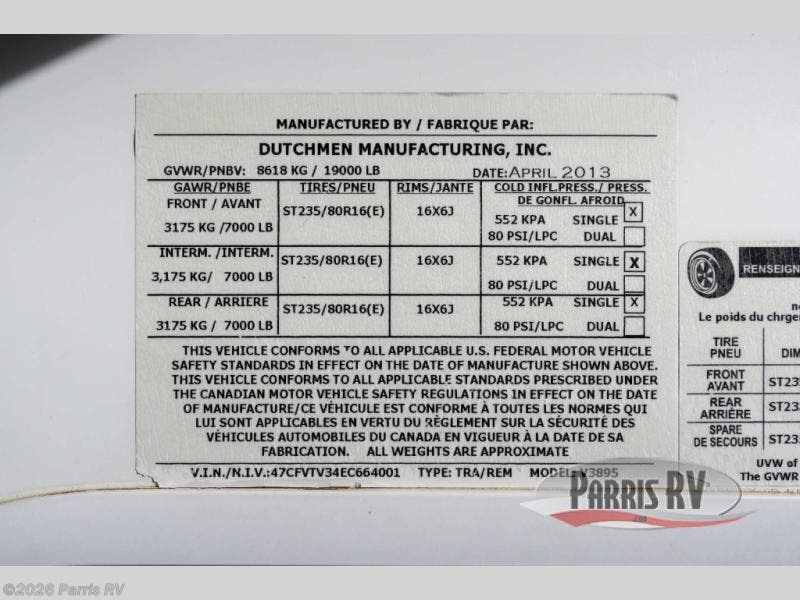 MANUFACTURED BY / FABRIQUE PAR:
DUTCHMEN MANUFACTURING, INC.
GVWR/PNBV: 8618 KG / 19000 LB DATE: APRIL 2013
GAWR/PNBE TIRES/PNEU RIMS/JANTE COLD INFL.PRESS./ PRESS.
DE GONFL. AFROID
FRONT / AVANT ST235/80R16(E) 16X6J
552 KPA SINGLE X
3175 KG /7000 LB
80 PSI/LPC DUAL
INTERM. /INTERM. ST235/80R16(E) 16X6J 552 KPA SINGLE X
3,175 KG/ 7000 LB
80 PSI/LPC DUAL
REAR / ARRIERE ST235/80R16(E) 16X6J 552 KPA SINGLE X
3175 KG / 7000 LB 80 PSI/LPC DUAL
THIS VEHICLE CONFORMS TO ALL APPLICABLE U.S. FEDERAL MOTOR VEHICLE
SAFETY STANDARDS IN EFFECT ON THE DATE OF MANUFACTURE SHOWN ABOVE.
THIS VEHICLE CONFORMS TO ALL APPLICABLE STANDARDS PRESCRIBED UNDER
THE CANADIAN MOTOR VEHICLE SAFETY REGULATIONS IN EFFECT ON THE DATE
OF MANUFACTURE/CE VÉHICULE EST CONFORME À TOUTES LES NORMES QUI
LUI SONT APPLICABLES EN VERTU DU RÈGLEMENT SUR LA SÉCURITÉ DES
VÉHICULES AUTOMOBILES DU CANADA EN VIGUEUR À LA DATE DE SA
FABRICATION. ALL WEIGHTS ARE APPROXIMATE
V.I.N./N.I.V.:47CFVTV34EC664001 TYPE: TRA/REM MODEL: V3895
RENSEIGN
Le poids du chrge
TIRE
PNEU
DIM
FRONT
AVANT
ST235
REAR
ARRIÈRE
ST235
SPARE
DE SECOURS
ST235
UVW of
The GVWR
PARRIS RV
©2026 Parris RV